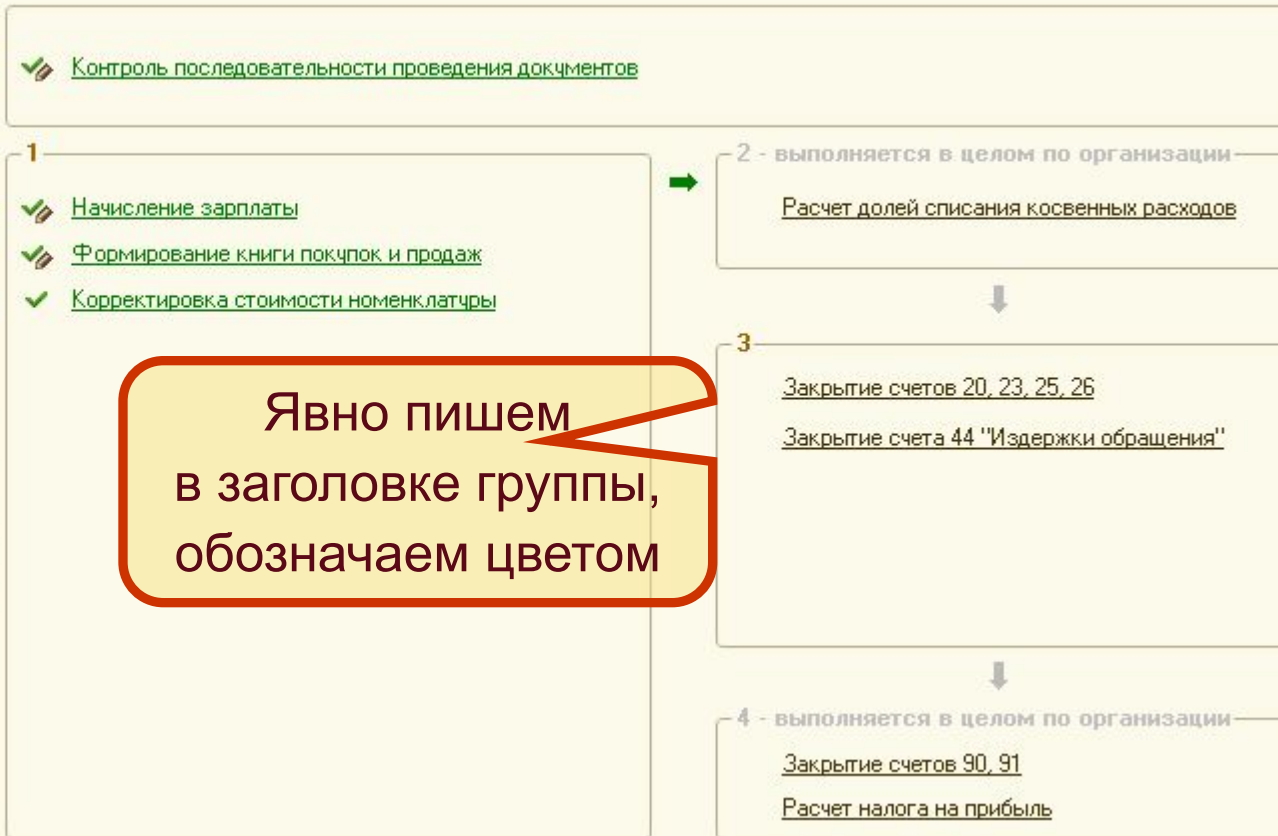 Контроль последовательности проведения документов
1
Начисление зарплаты
Формирование книги покупок и продаж
Корректировка стоимости номенклатуры
Явно пишем
в заголовке группы,
обозначаем цветом
2 - выполняется в целом по организации
Расчет долей списания косвенных расходов
3
Закрытие счетов 20, 23, 25, 26
Закрытие счета 44 "Издержки обращения"
4 - выполняется в целом по организации
Закрытие счетов 90, 91
Расчет налога на прибыль